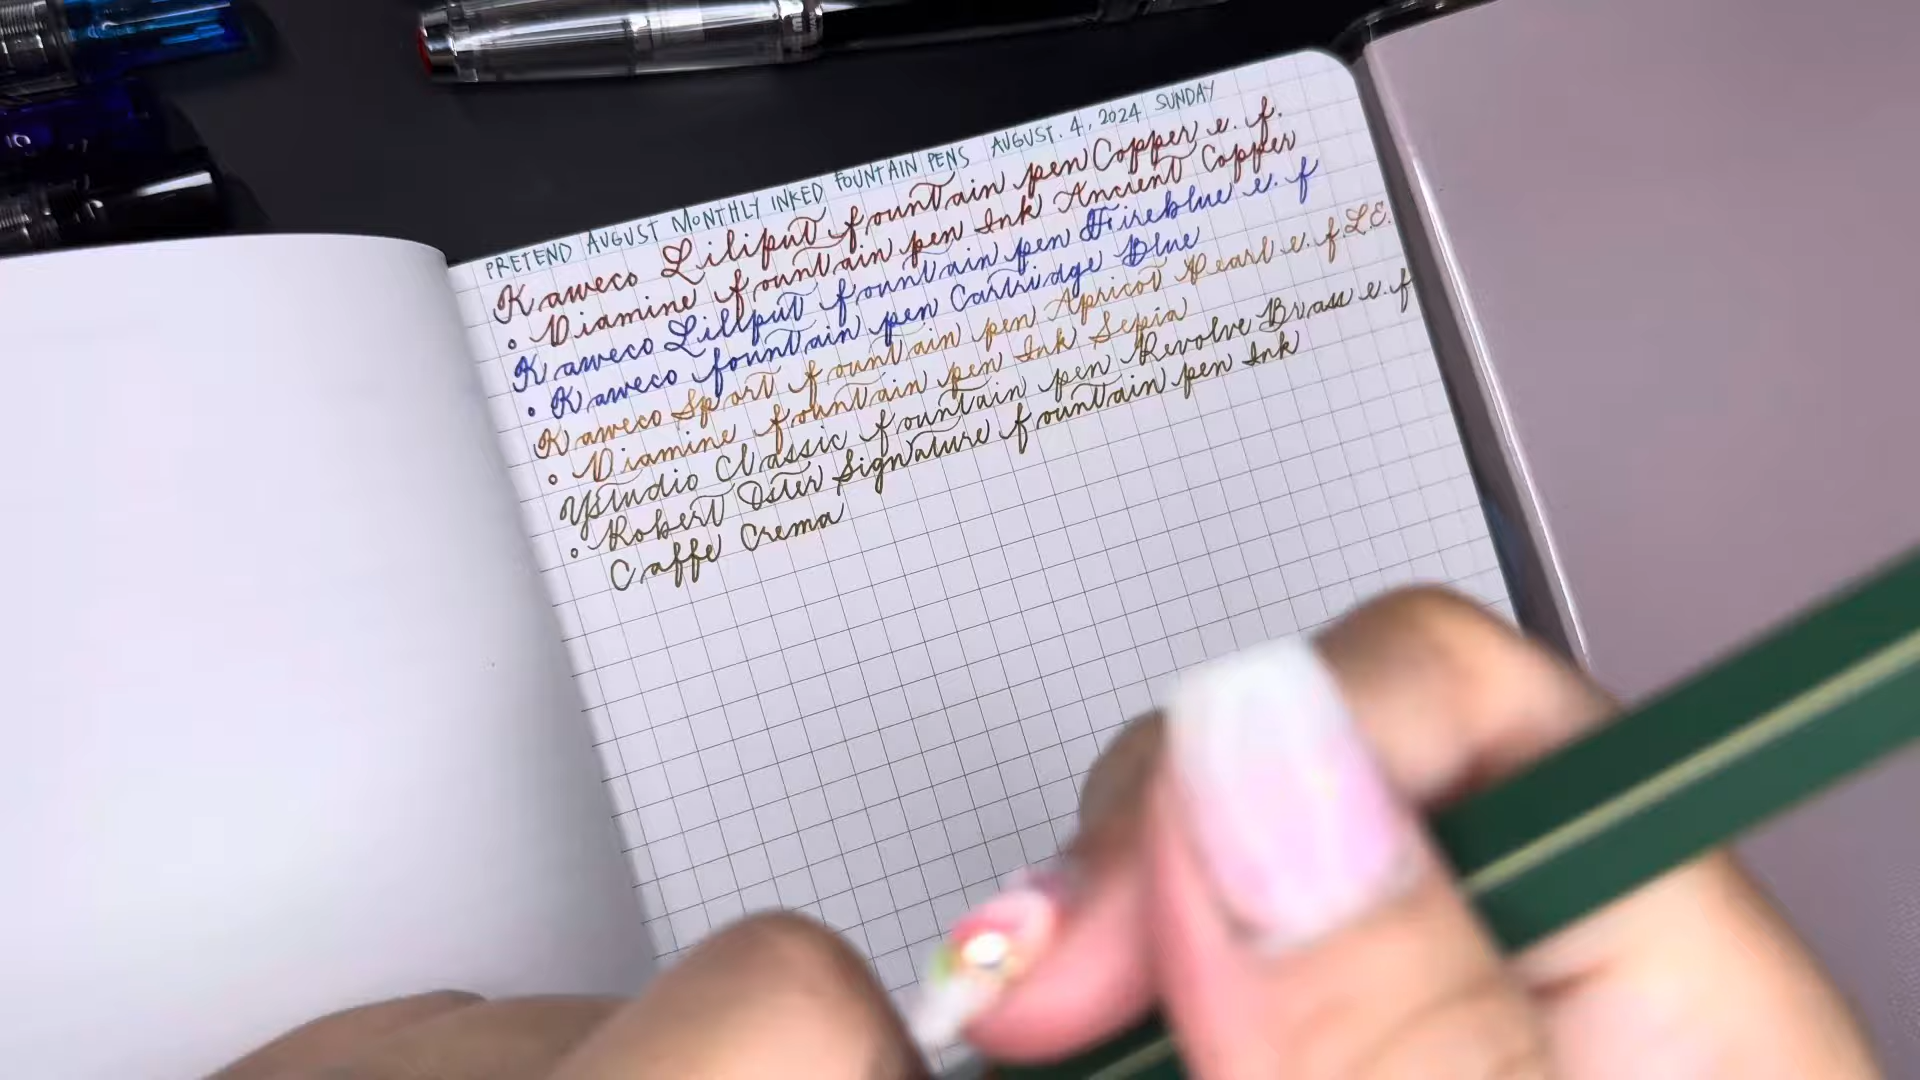 PRETEND AUGUST MONTHLY INKED FOUNTAIN PENS AUGUST. 4, 2024 SUNDAY
Kaweco Liliput fountain pen Copper e. f.
• Diamine fountain pen Ink Ancient Copper
Kaweco Lillput fountain pen Fireblue e. f
• Kaweco fountain pen Cartridge Blue
Kaweco Sport fountain pen Apricot Pearl e. f L.E.
• Diamine fountain pen Ink Sepia
YStudio Classic fountain pen Revolve Brass e. f
• Robert Oster Signature fountain pen Ink
Caffe Crema